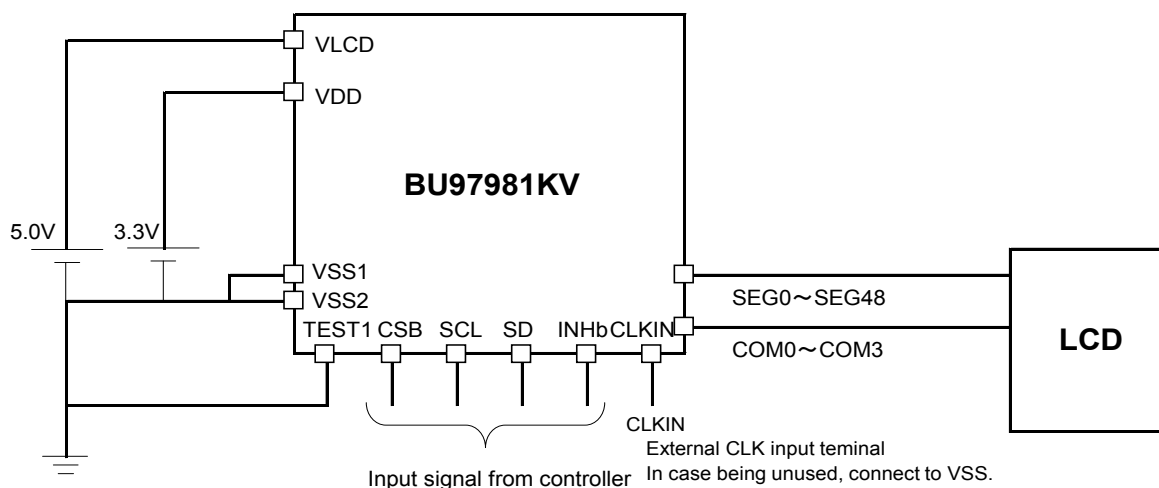 VLCD
VDD
BU97981KV
5.0V
3.3V
VSS1
VSS2
TEST1 CSB SCL SD INHb CLKIN
SEG0～SEG48
COM0～COM3
LCD
CLKIN
External CLK input teminal
In case being unused, connect to VSS.
Input signal from controller